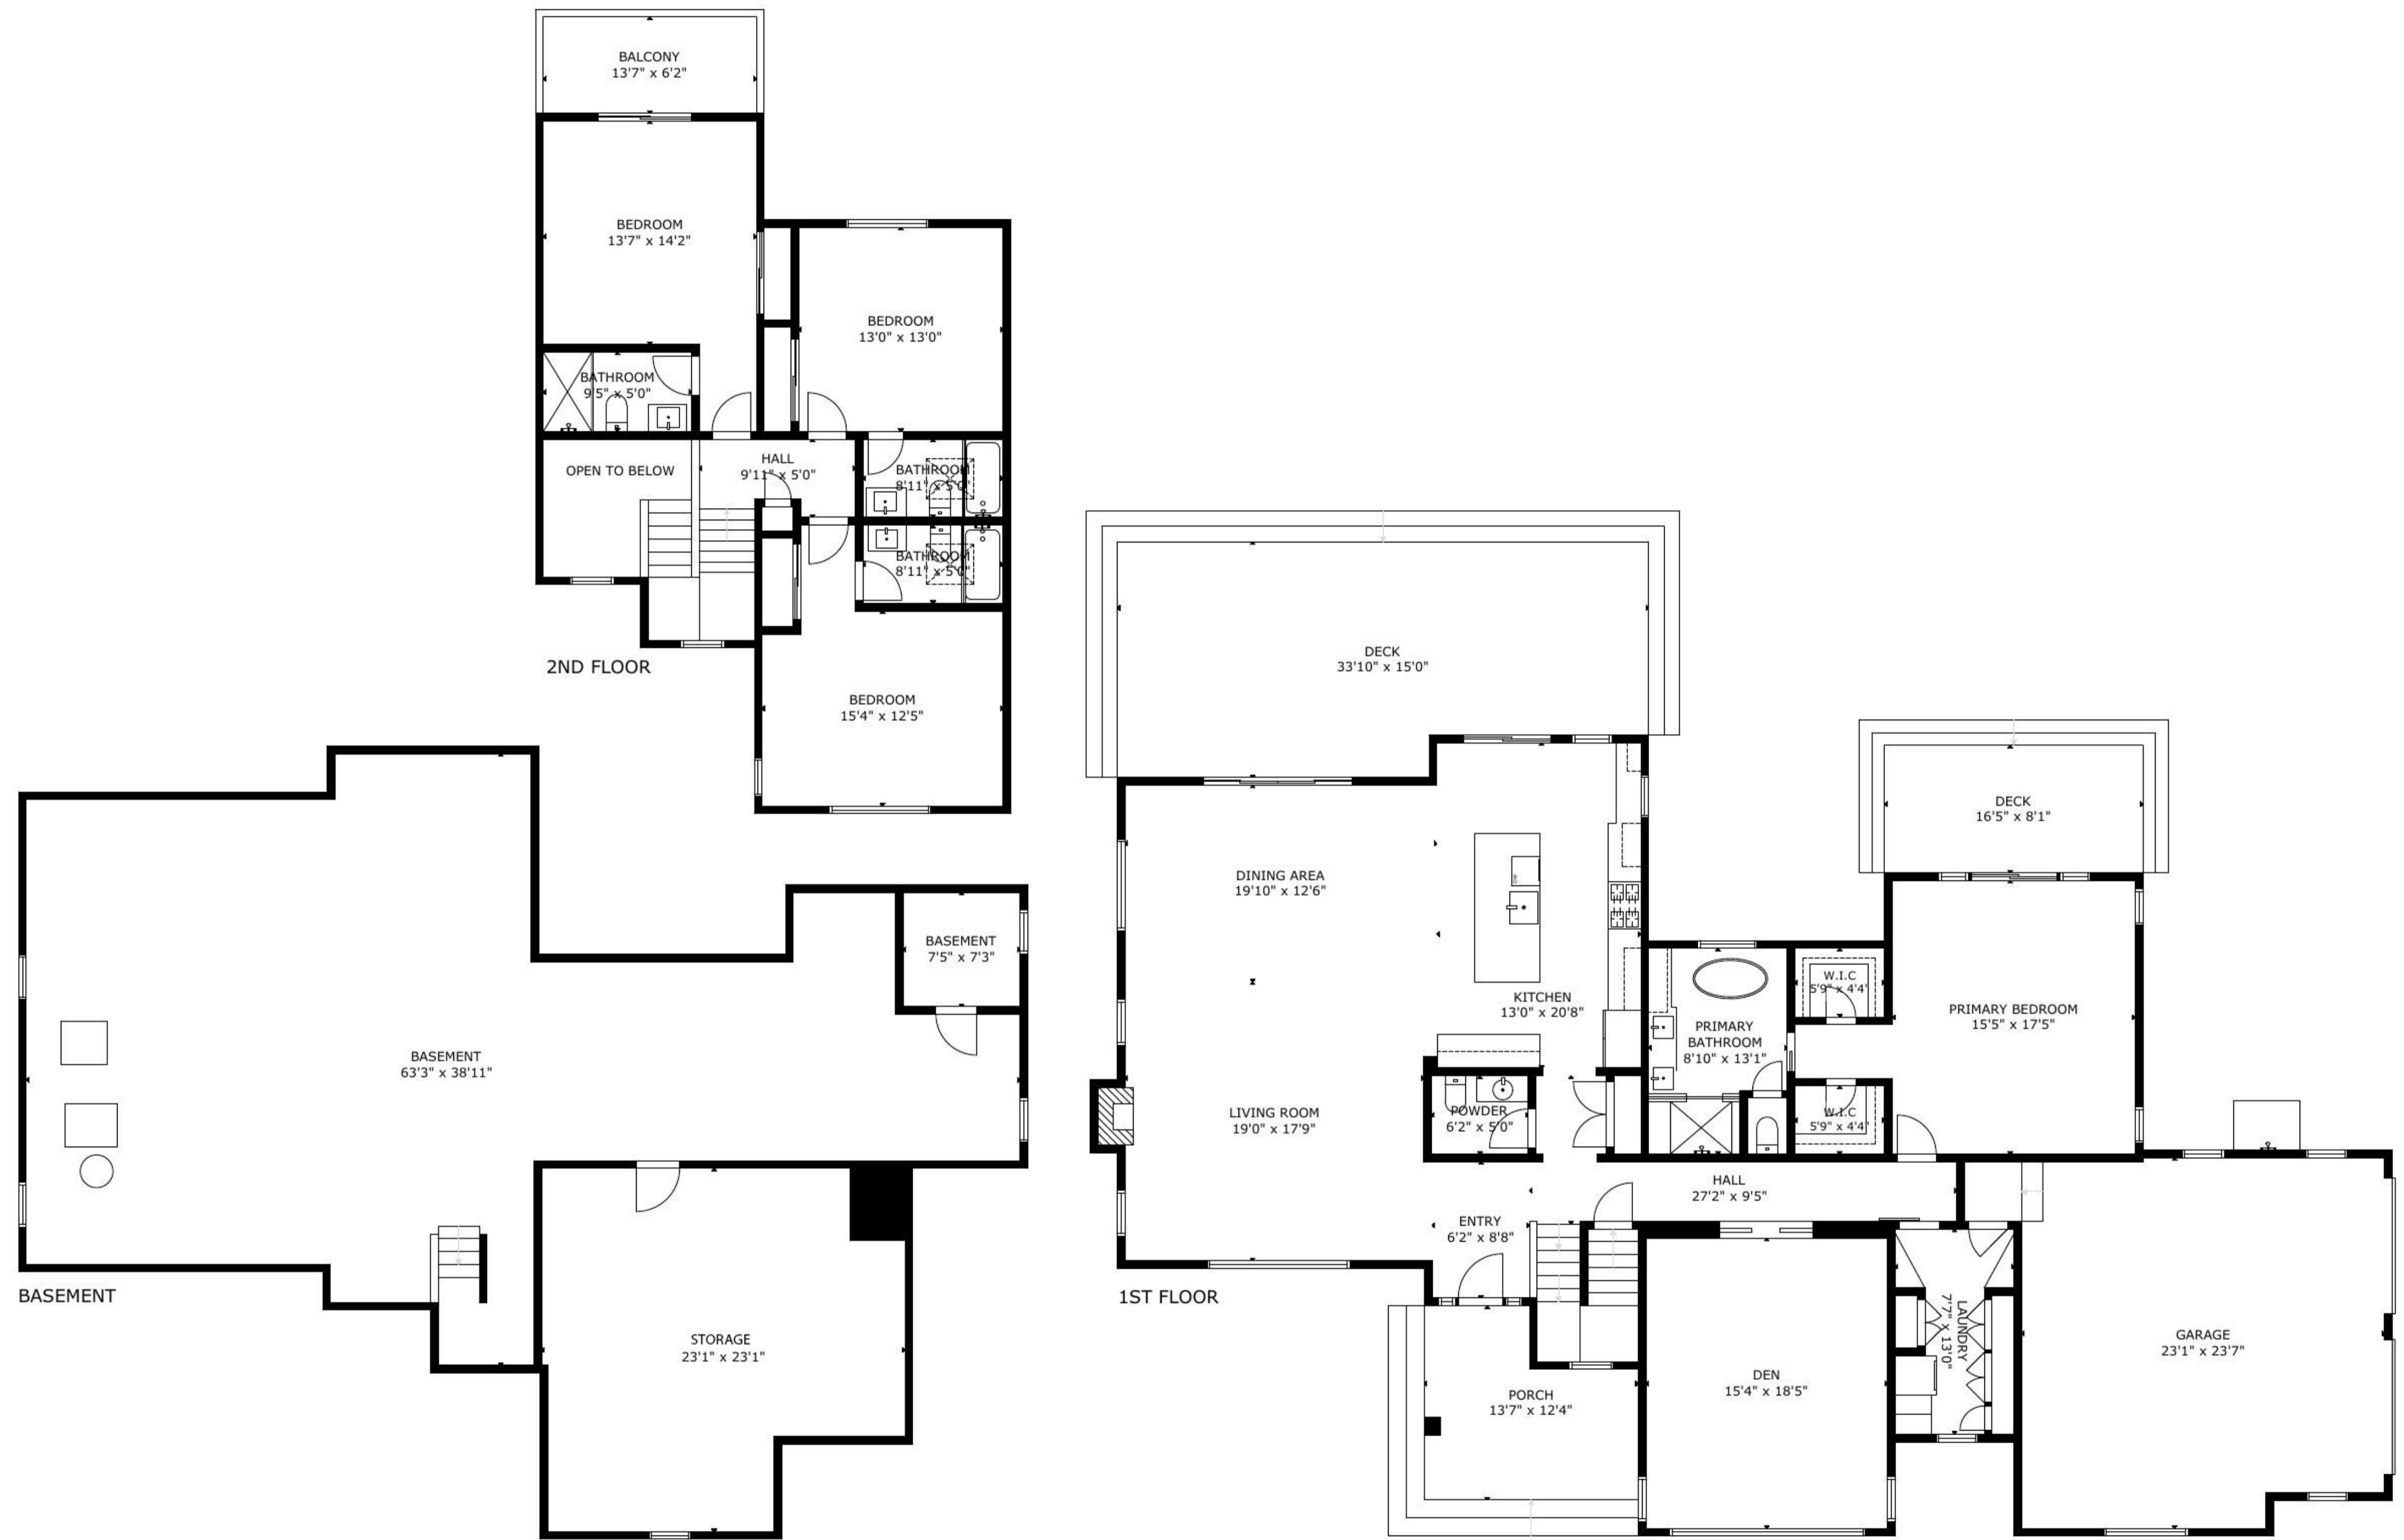 BALCONY
13'7" x 6'2"
BEDROOM
13'7" x 14'2"
BEDROOM
13'0" x 13'0"
BATHROOM
9'5" x 5'0"
OPEN TO BELOW
HALL
9'11" x 5'0"
BATHROOM
8'11" x 5'0"
BATHROOM
8'11" x 5'0"
BEDROOM
15'4" x 12'5"
2ND FLOOR
BASEMENT
7'5" x 7'3"
BASEMENT
63'3" x 38'11"
STORAGE
23'1" x 23'1"
BASEMENT
DECK
33'10" x 15'0"
DECK
16'5" x 8'1"
DINING AREA
19'10" x 12'6"
KITCHEN
13'0" x 20'8"
W.I.C
5'9" x 4'4"
PRIMARY BEDROOM
15'5" x 17'5"
PRIMARY
BATHROOM
8'10" x 13'1"
LIVING ROOM
19'0" x 17'9"
POWDER
6'2" x 5'0"
W.I.C
5'9" x 4'4"
HALL
27'2" x 9'5"
ENTRY
6'2" x 8'8"
LAUNDRY
7'7" x 13'0"
GARAGE
23'1" x 23'7"
DEN
15'4" x 18'5"
PORCH
13'7" x 12'4"
1ST FLOOR